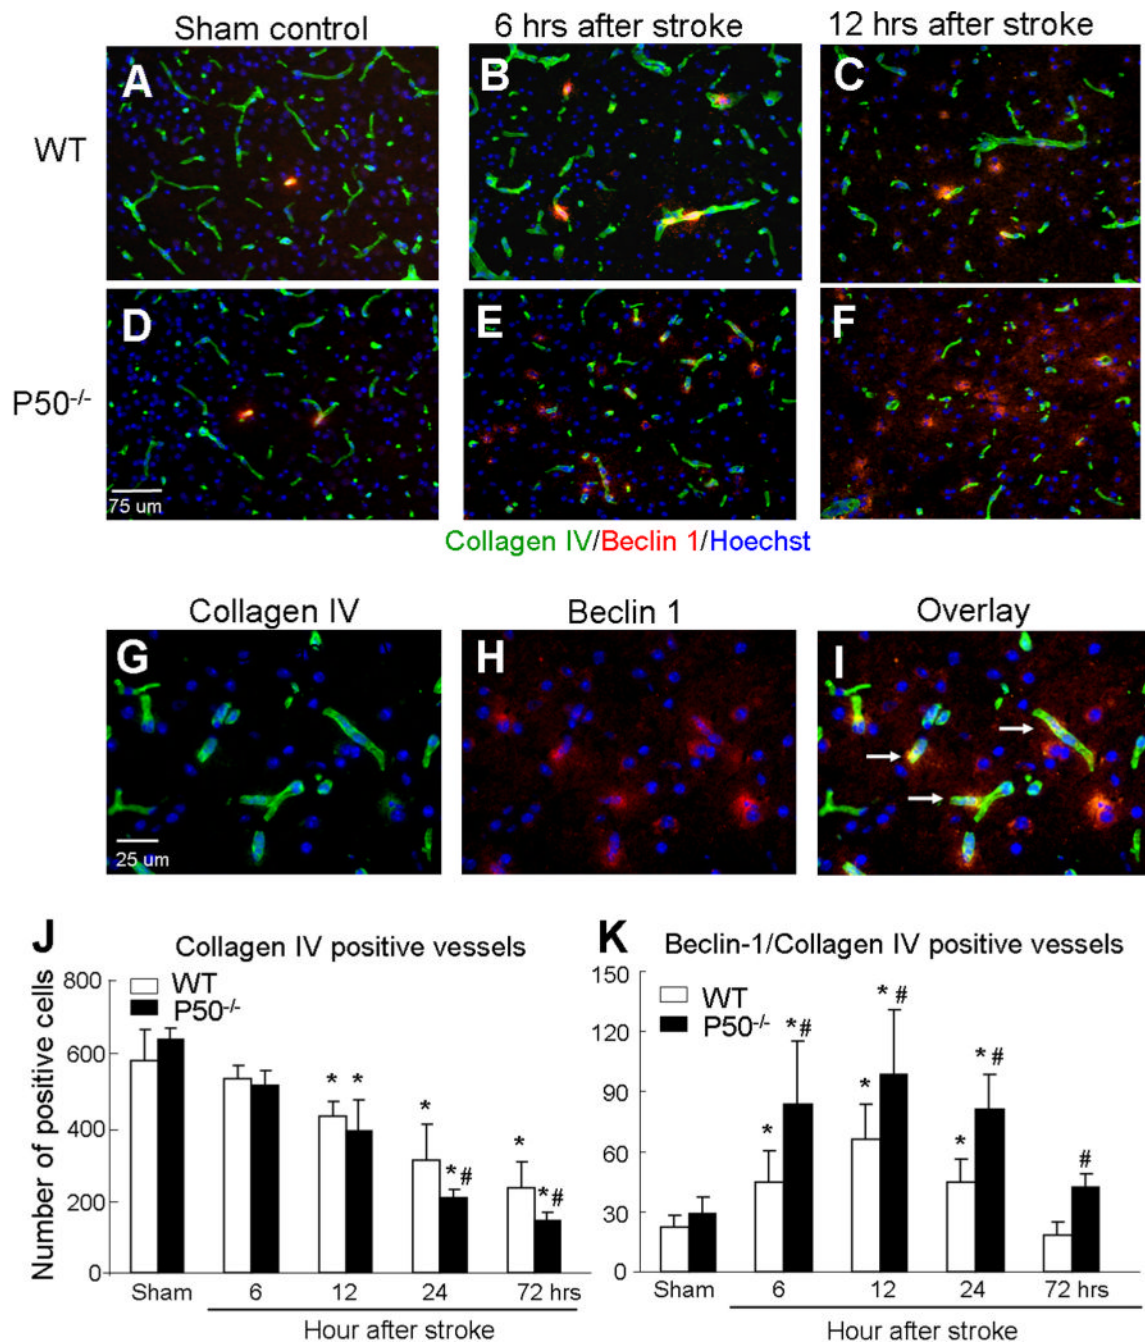 Sham control
6 hrs after stroke
12 hrs after stroke
WT
A
B
C
P50-/-
D
E
F
75 um
Collagen IV/Beclin 1/Hoechst
Collagen IV
Beclin 1
Overlay
G
H
I
25 um
J
Collagen IV positive vessels
Number of positive cells
800
600
400
200
0
WT
P50-/-
* *
*
*#
*
*#
Sham 6 12 24 72 hrs
Hour after stroke
K
Beclin-1/Collagen IV positive vessels
150
120
90
60
30
0
WT
P50-/-
*
*#
*
*#
*
*#
#
Sham 6 12 24 72 hrs
Hour after stroke